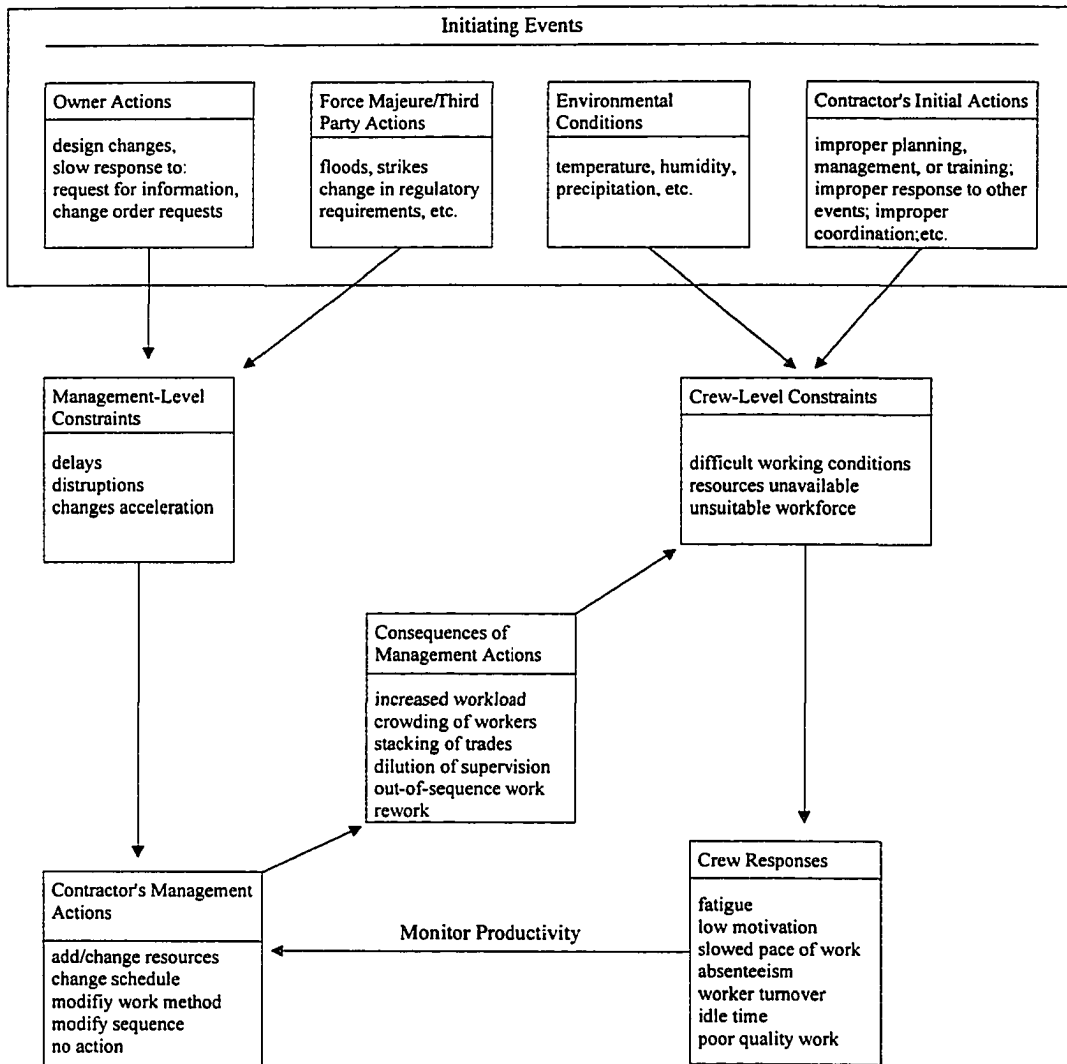 Initiating Events
Owner Actions
design changes,
slow response to:
request for information,
change order requests
Force Majeure/Third
Party Actions
floods, strikes
change in regulatory
requirements, etc.
Environmental
Conditions
temperature, humidity,
precipitation, etc.
Contractor's Initial Actions
improper planning,
management, or training;
improper response to other
events; improper
coordination;etc.
Management-Level
Constraints
delays
distruptions
changes acceleration
Crew-Level Constraints
difficult working conditions
resources unavailable
unsuitable workforce
Consequences of
Management Actions
increased workload
crowding of workers
stacking of trades
dilution of supervision
out-of-sequence work
rework
Contractor's Management
Actions
add/change resources
change schedule
modifiy work method
modify sequence
no action
Monitor Productivity
Crew Responses
fatigue
low motivation
slowed pace of work
absenteeism
worker turnover
idle time
poor quality work